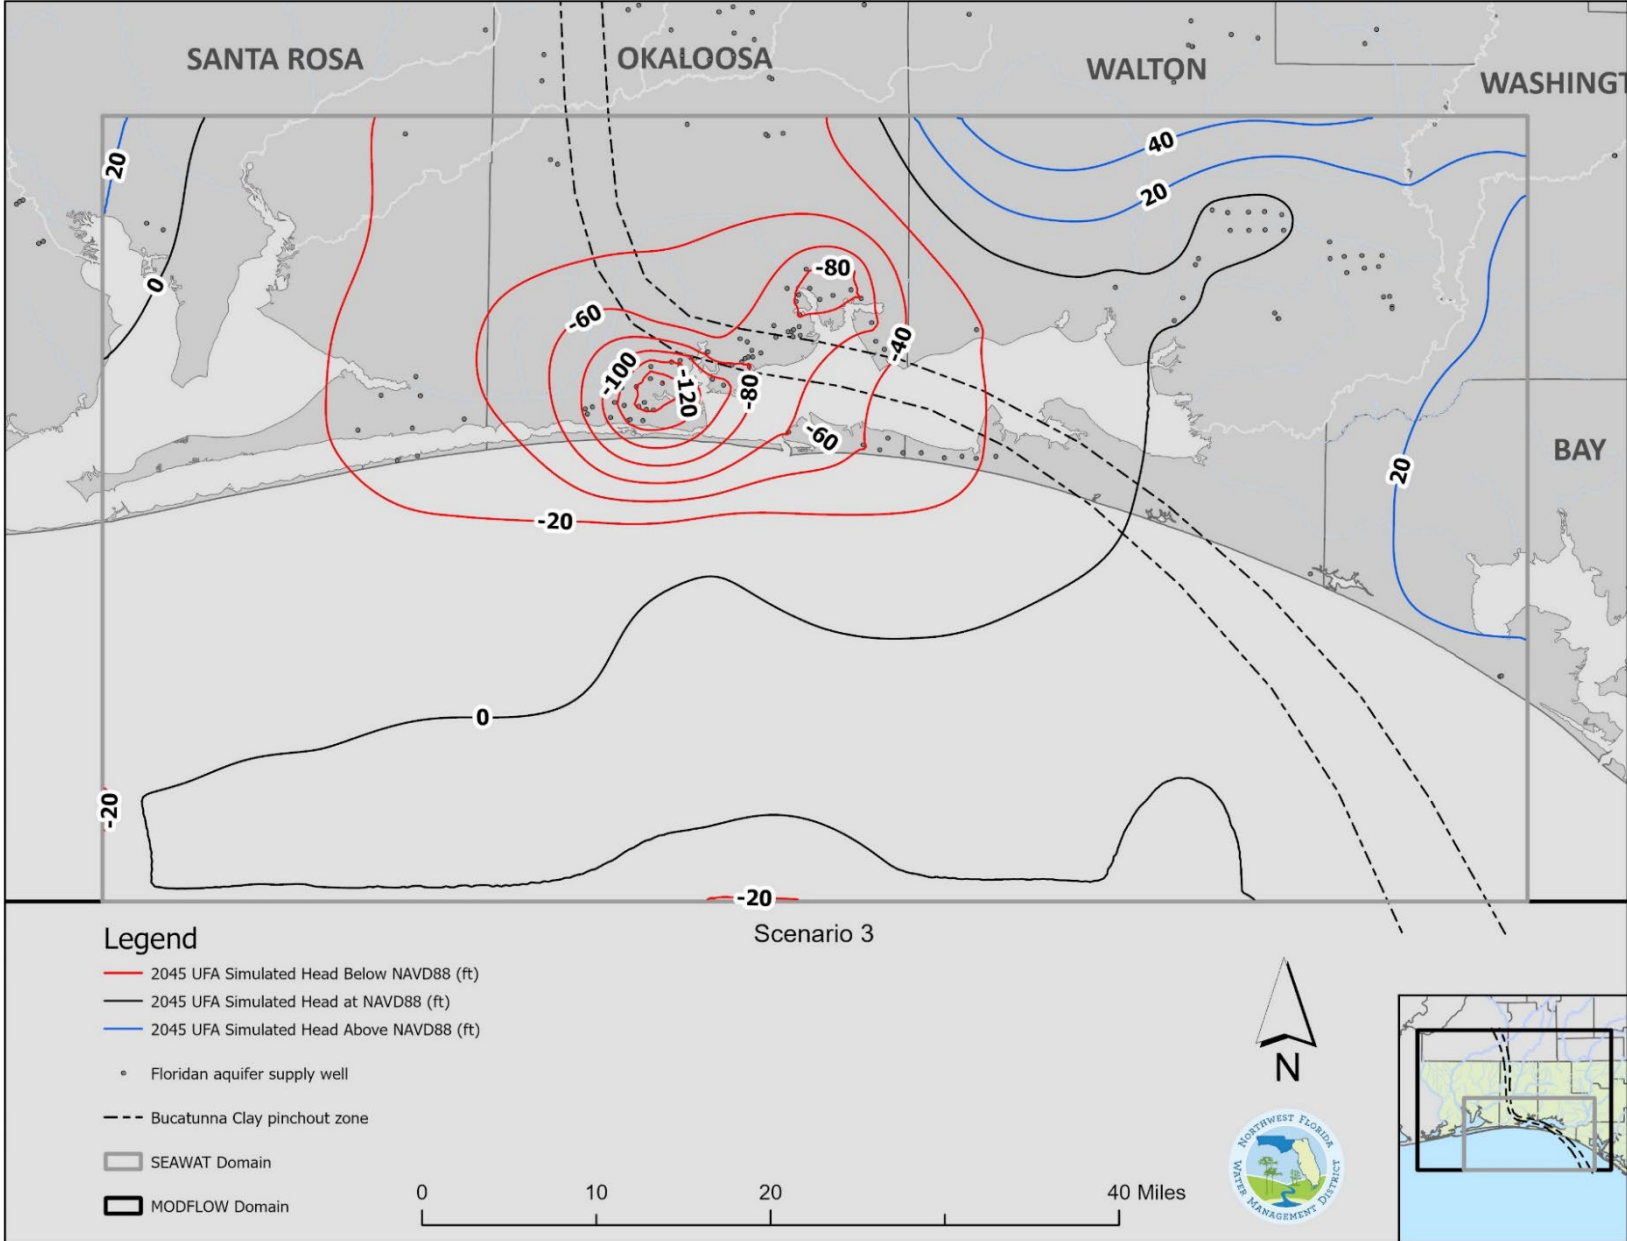 SANTA ROSA
OKALOOSA
WALTON
WASHINGT
40
20
20
0
-80
-60
-40
-100
-120
-80
-60
20
BAY
-20
0
-20
-20
Scenario 3
Legend
2045 UFA Simulated Head Below NAVD88 (ft)
2045 UFA Simulated Head at NAVD88 (ft)
2045 UFA Simulated Head Above NAVD88 (ft)
Floridan aquifer supply well
Bucatunna Clay pinchout zone
SEAWAT Domain
MODFLOW Domain
0 10 20 40 Miles
N
NORTHWEST FLORIDA
WATER MANAGEMENT DISTRICT